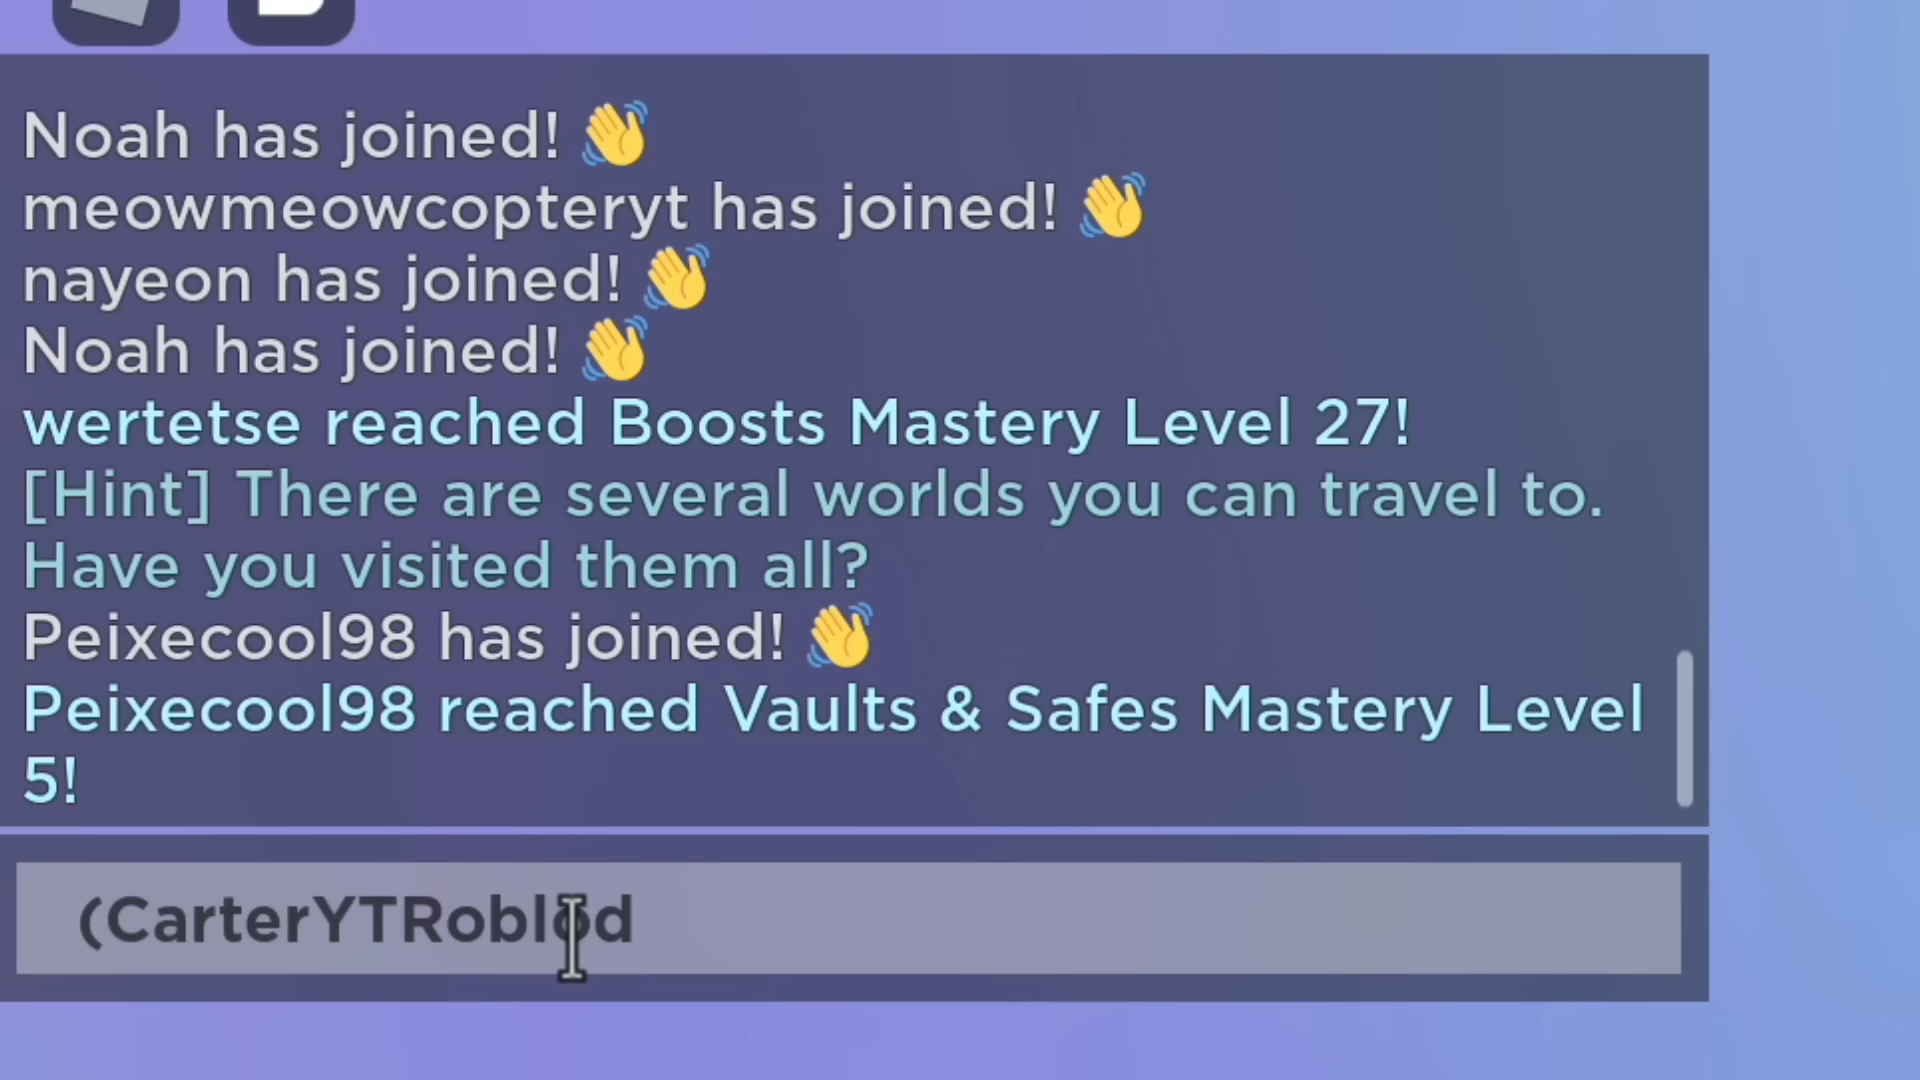 Noah has joined! 👋
meowmeowcopteryt has joined! 👋
nayeon has joined! 👋
Noah has joined! 👋
wertetse reached Boosts Mastery Level 27!
[Hint] There are several worlds you can travel to.
Have you visited them all?
Peixecool98 has joined! 👋
Peixecool98 reached Vaults & Safes Mastery Level
5!
(CarterYTRoblod